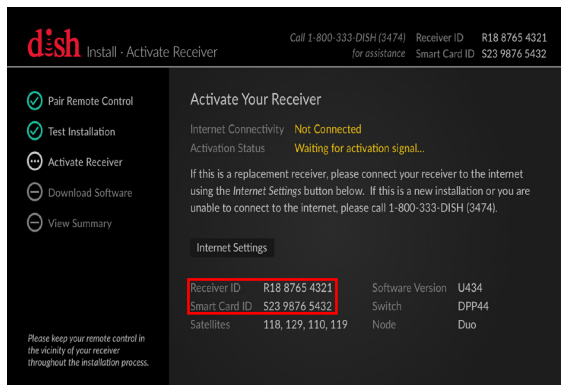 dish Install · Activate Receiver
Call 1-800-333-DISH (3474)
for assistance
Receiver ID R18 8765 4321
Smart Card ID S23 9876 5432
Pair Remote Control
Test Installation
Activate Receiver
Download Software
View Summary
Please keep your remote control in
the vicinity of your receiver
throughout the installation process.
Activate Your Receiver
Internet Connectivity Not Connected
Activation Status Waiting for activation signal...
If this is a replacement receiver, please connect your receiver to the internet
using the Internet Settings button below. If this is a new installation or you are
unable to connect to the internet, please call 1-800-333-DISH (3474).
Internet Settings
Receiver ID R18 8765 4321
Smart Card ID S23 9876 5432
Satellites 118, 129, 110, 119
Software Version U434
Switch DPP44
Node Duo